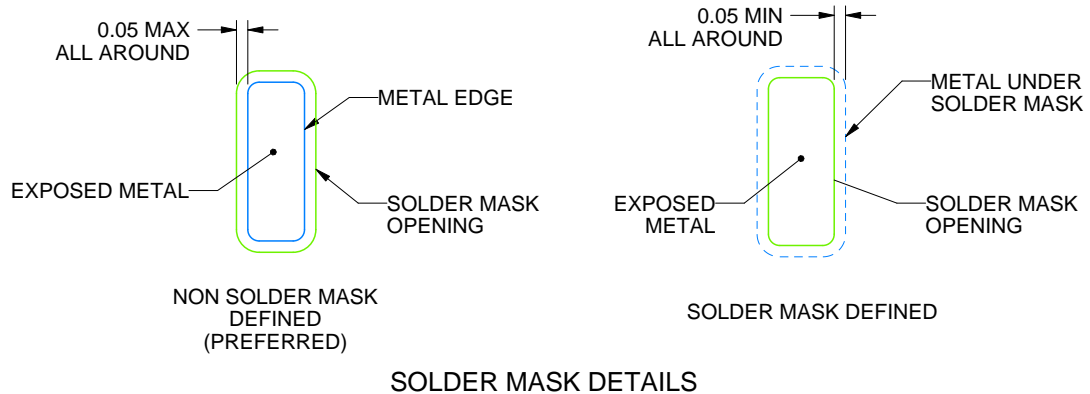 0.05 MAX
ALL AROUND
METAL EDGE
EXPOSED METAL
SOLDER MASK
OPENING
NON SOLDER MASK
DEFINED
(PREFERRED)
0.05 MIN
ALL AROUND
METAL UNDER
SOLDER MASK
EXPOSED
METAL
SOLDER MASK
OPENING
SOLDER MASK DEFINED
SOLDER MASK DETAILS